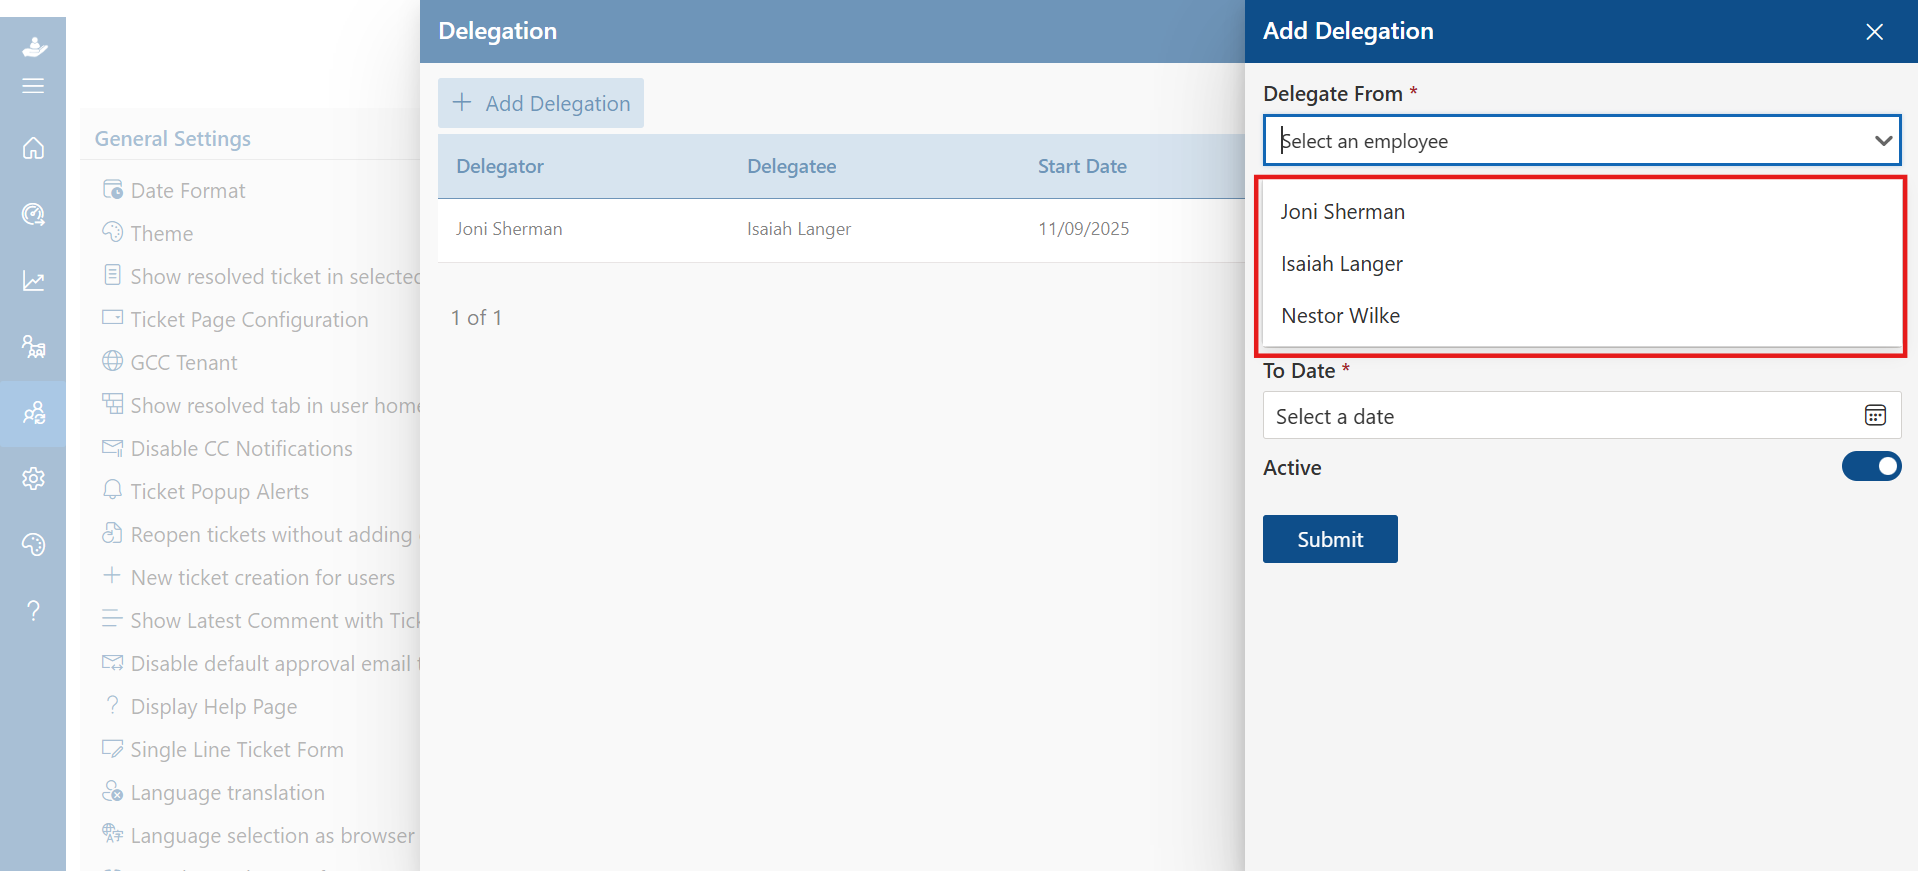 General Settings
Date Format
Theme
Show resolved ticket in selected
Ticket Page Configuration
GCC Tenant
Show resolved tab in user home
Disable CC Notifications
Ticket Popup Alerts
Reopen tickets without adding
New ticket creation for users
Show Latest Comment with Tick
Disable default approval email
Display Help Page
Single Line Ticket Form
Language translation
Language selection as browser
Delegation
+ Add Delegation
Delegator Delegatee Start Date
Joni Sherman Isaiah Langer 11/09/2025
1 of 1
Add Delegation
Delegate From *
Select an employee
Joni Sherman
Isaiah Langer
Nestor Wilke
To Date *
Select a date
Active
Submit